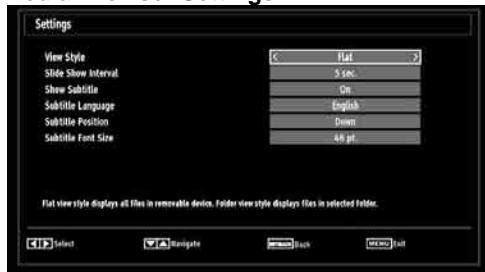 Settings
View Style < Flat >
Slide Show Interval 5 sec.
Show Subtitle On
Subtitle Language English
Subtitle Position Down
Subtitle Font Size 48 pt.
Flat view style displays all files in removable device. Folder view style displays files in selected folder.
Select Navigate Back MENU Exit